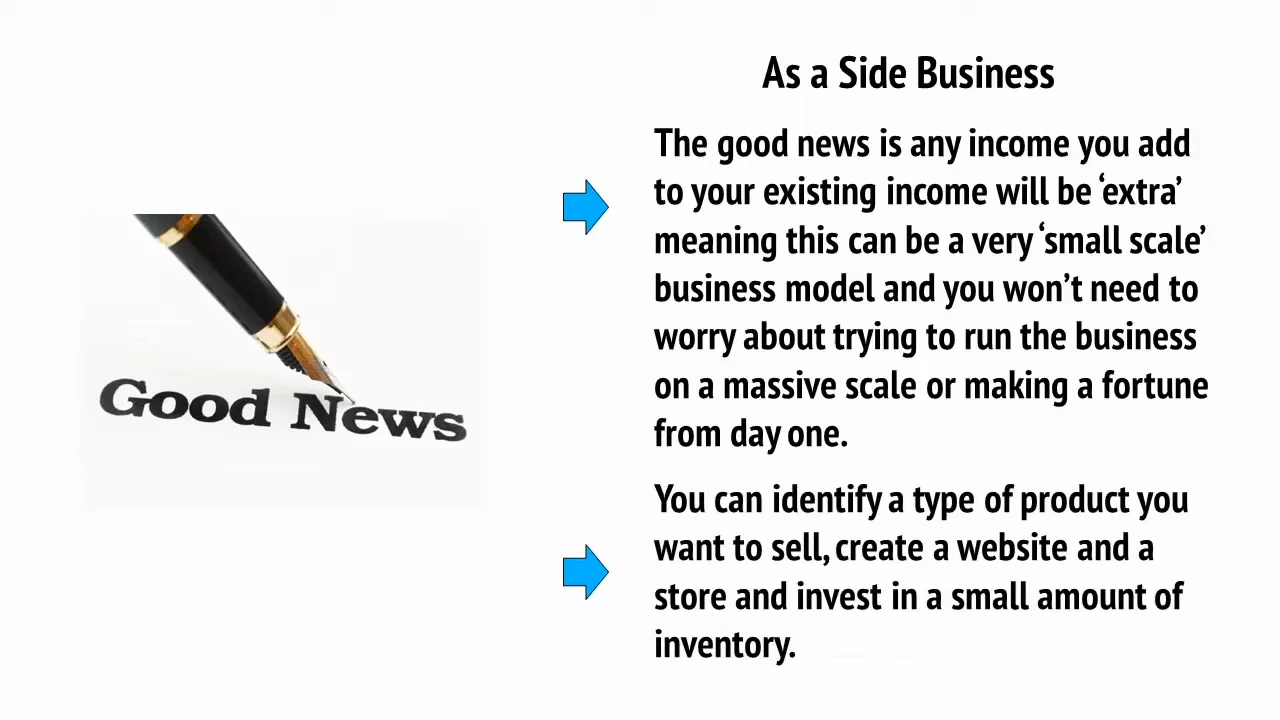 As a Side Business
The good news is any income you add
to your existing income will be ‘extra’
meaning this can be a very ‘small scale’
business model and you won’t need to
worry about trying to run the business
on a massive scale or making a fortune
from day one.
You can identify a type of product you
want to sell, create a website and a
store and invest in a small amount of
inventory.
Good News